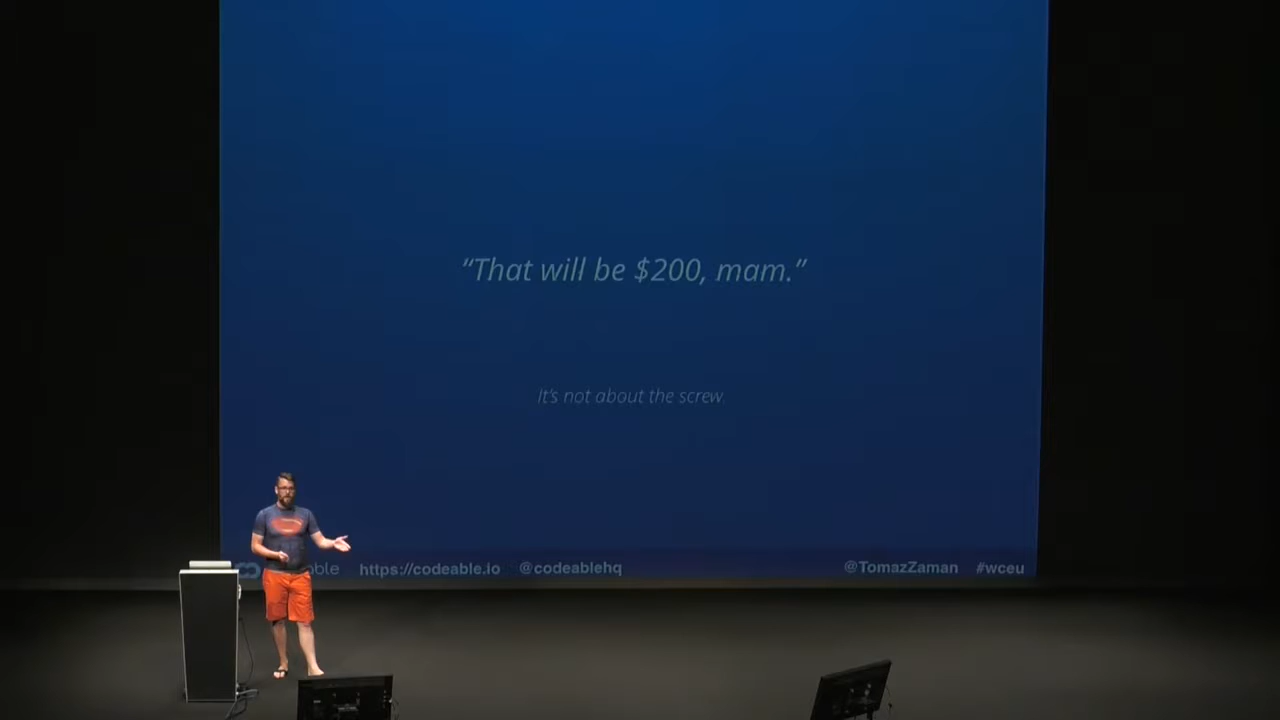 “That will be $200, mam.”
It’s not about the screw.
https://codeable.io @codeablehq @TomazZaman #wceu